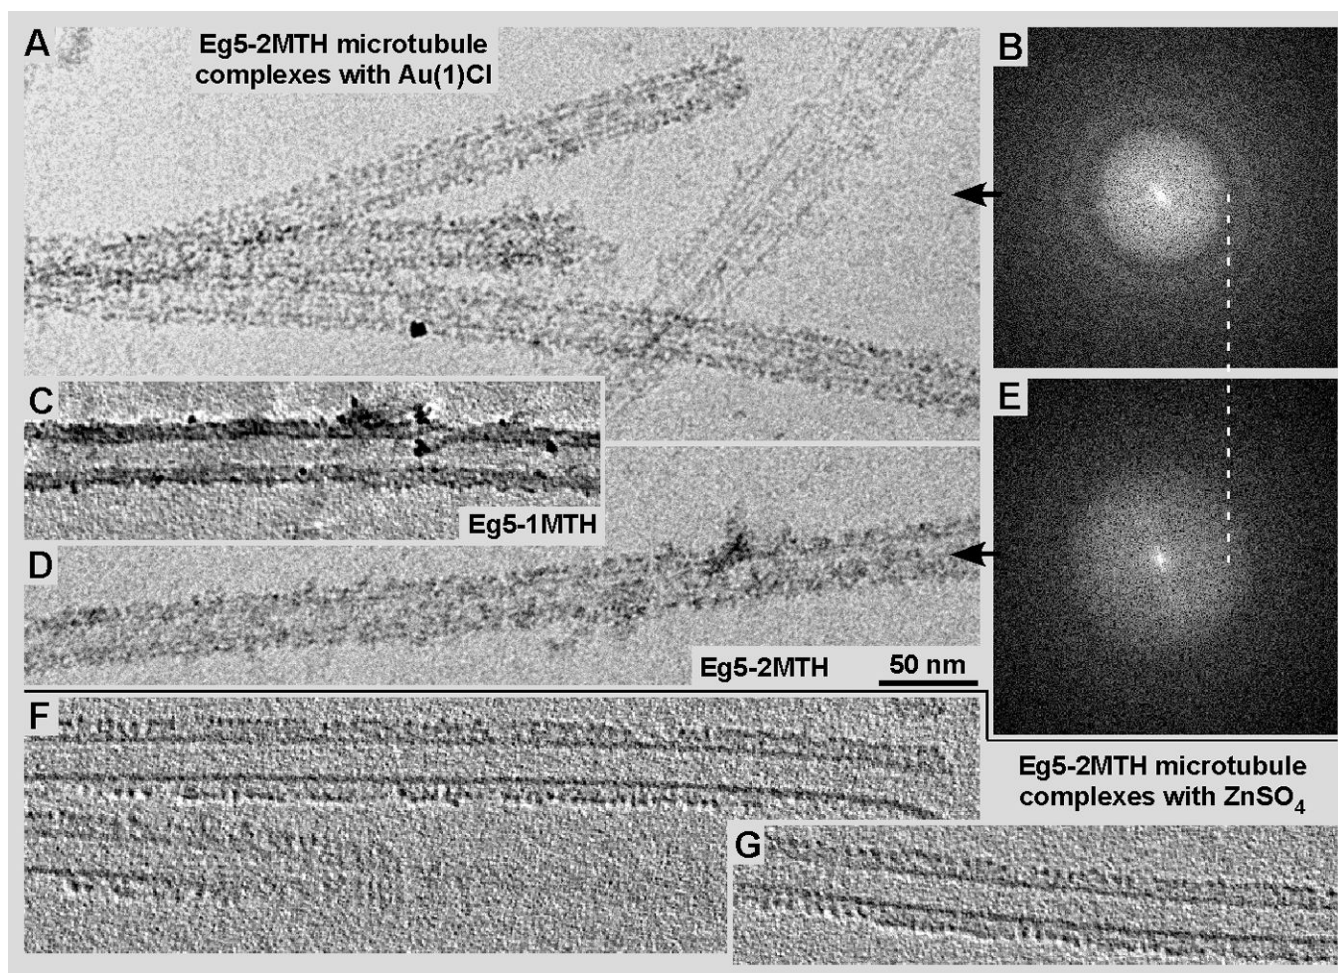 A
Eg5-2MTH microtubule
complexes with Au(1)Cl
B
C
Eg5-1MTH
D
Eg5-2MTH
50 nm
E
F
Eg5-2MTH microtubule
complexes with ZnSO₄
G